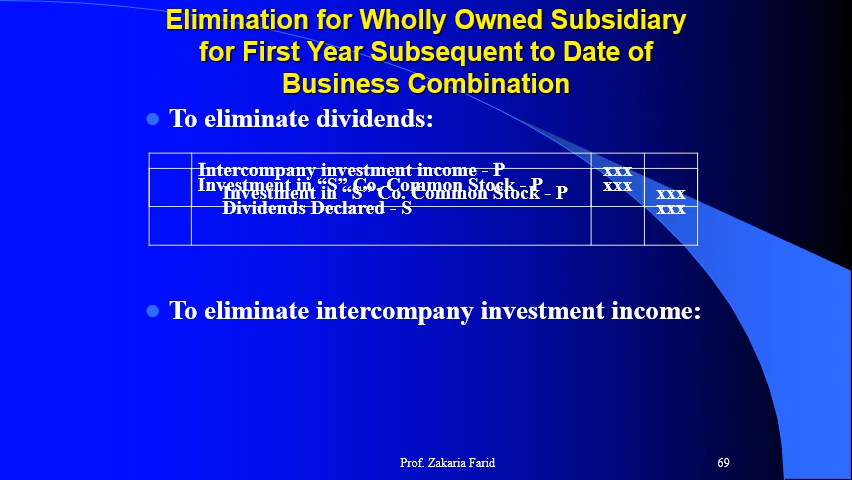 Elimination for Wholly Owned Subsidiary
for First Year Subsequent to Date of
Business Combination
To eliminate dividends:
Intercompany investment income - P xxx
Investment in “S” Co. Common Stock - P xxx
Investment in “S” Co. Common Stock - P xxx
Dividends Declared - S xxx
To eliminate intercompany investment income:
Prof. Zakaria Farid 69